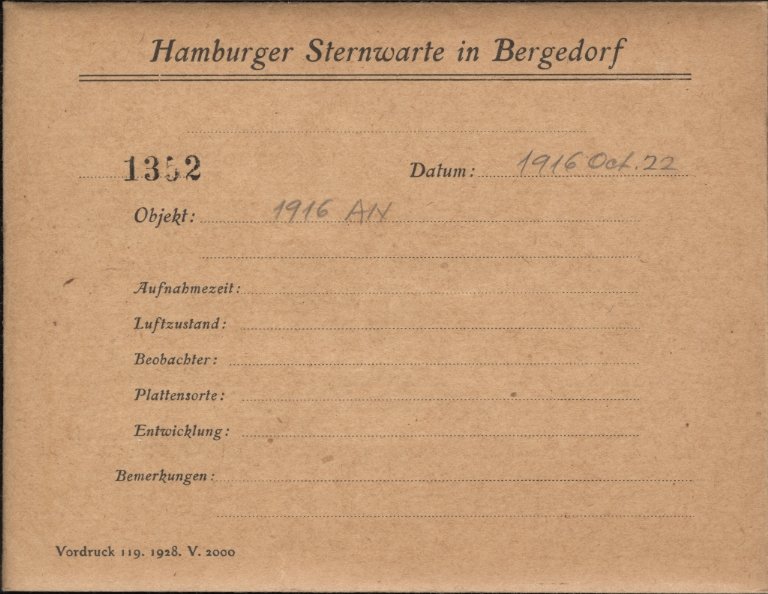 Hamburger Sternwarte in Bergedorf
1352 Datum: 1916 Oct. 22
Objekt: 1916 AN
Aufnahmezeit:
Luftzustand:
Beobachter:
Plattensorte:
Entwicklung:
Bemerkungen:
Vordruck 119. 1928. V. 2000